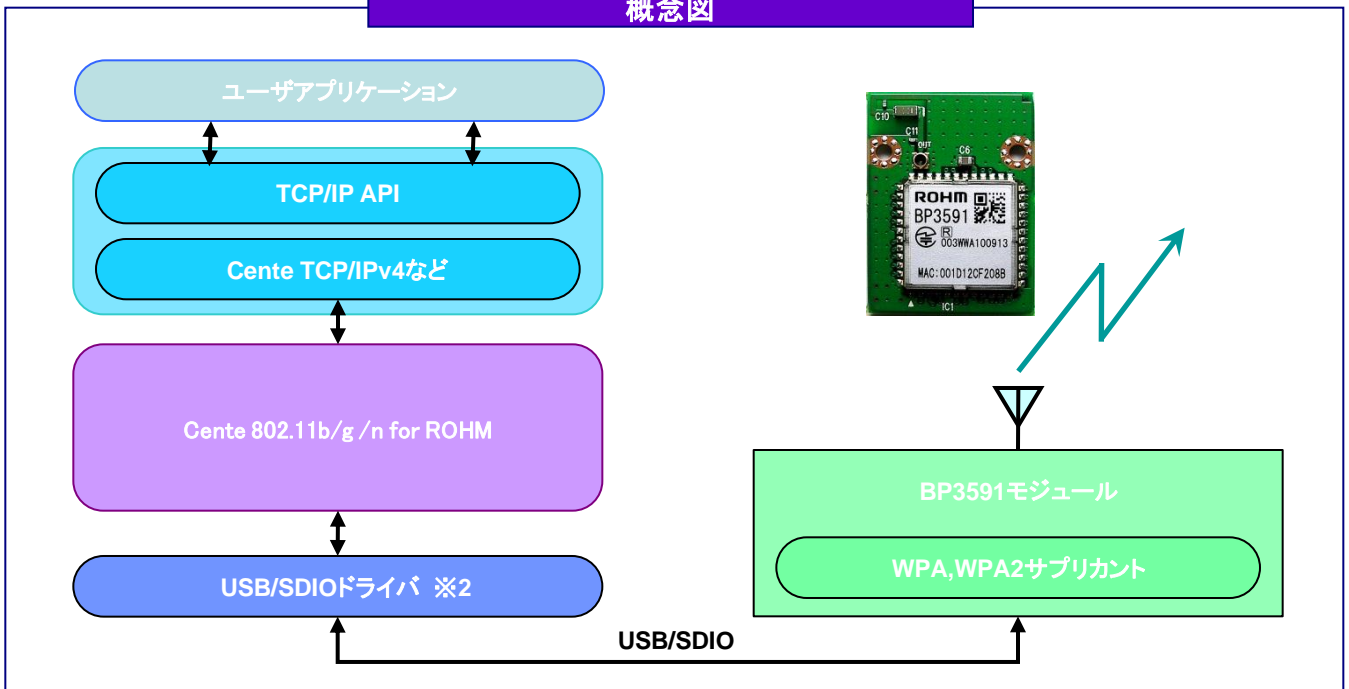 概念図
ユーザアプリケーション
TCP/IP API
Cente TCP/IPv4など
Cente 802.11b/g /n for ROHM
USB/SDIOドライバ ※2
USB/SDIO
C10
C11
OUT
C6
ROHM
BP3591
R
003WWA100913
MAC:001D12CF208B
IC1
BP3591モジュール
WPA,WPA2サプリカント